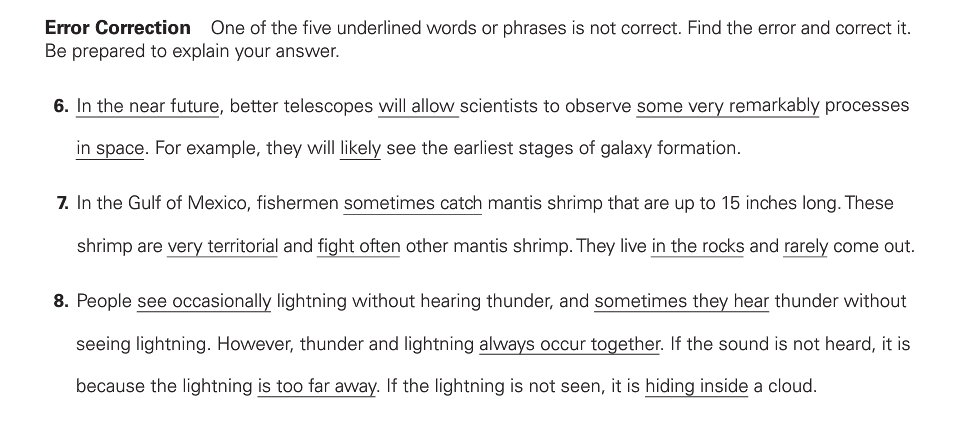 Error Correction One of the five underlined words or phrases is not correct. Find the error and correct it.
Be prepared to explain your answer.
6. In the near future, better telescopes will allow scientists to observe some very remarkably processes
in space. For example, they will likely see the earliest stages of galaxy formation.
7. In the Gulf of Mexico, fishermen sometimes catch mantis shrimp that are up to 15 inches long. These
shrimp are very territorial and fight often other mantis shrimp. They live in the rocks and rarely come out.
8. People see occasionally lightning without hearing thunder, and sometimes they hear thunder without
seeing lightning. However, thunder and lightning always occur together. If the sound is not heard, it is
because the lightning is too far away. If the lightning is not seen, it is hiding inside a cloud.